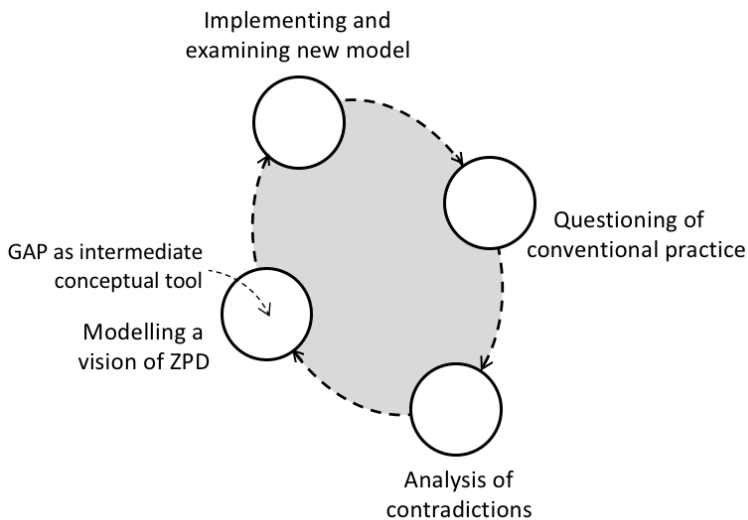 Implementing and
examining new model
Questioning of
conventional practice
GAP as intermediate
conceptual tool
Modelling a
vision of ZPD
Analysis of
contradictions